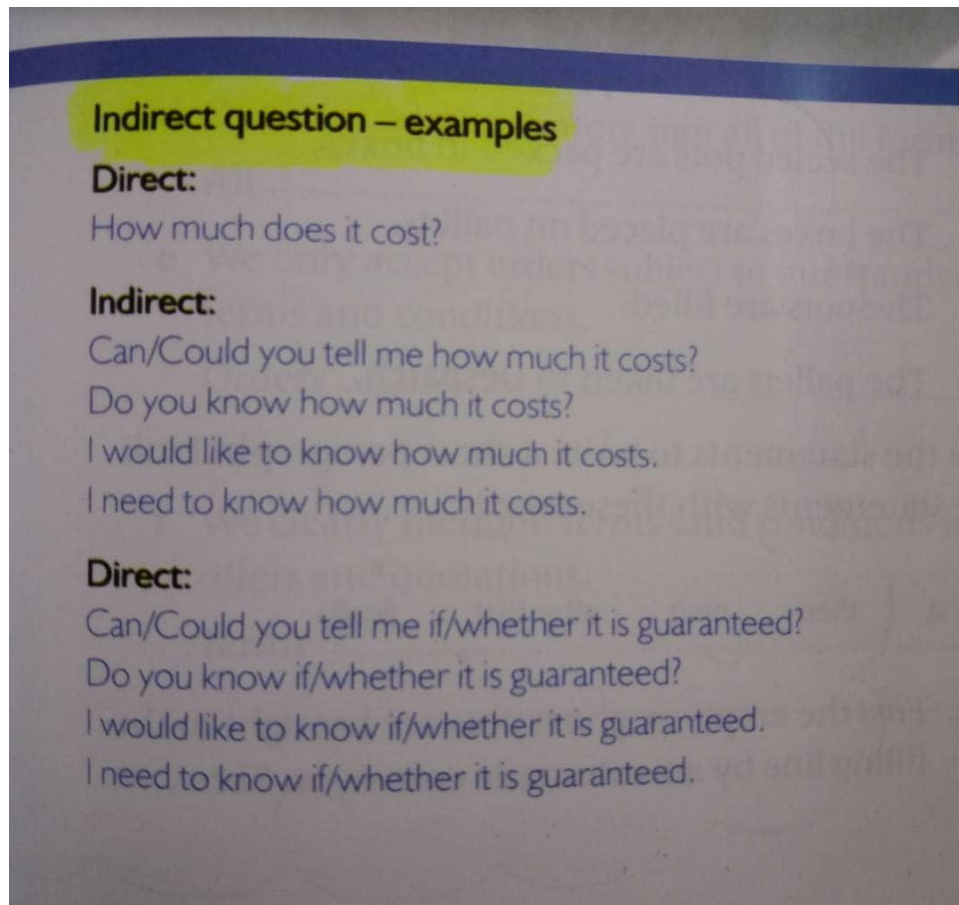 Indirect question – examples
Direct:
How much does it cost?
Indirect:
Can/Could you tell me how much it costs?
Do you know how much it costs?
I would like to know how much it costs.
I need to know how much it costs.
Direct:
Can/Could you tell me if/whether it is guaranteed?
Do you know if/whether it is guaranteed?
I would like to know if/whether it is guaranteed.
I need to know if/whether it is guaranteed.